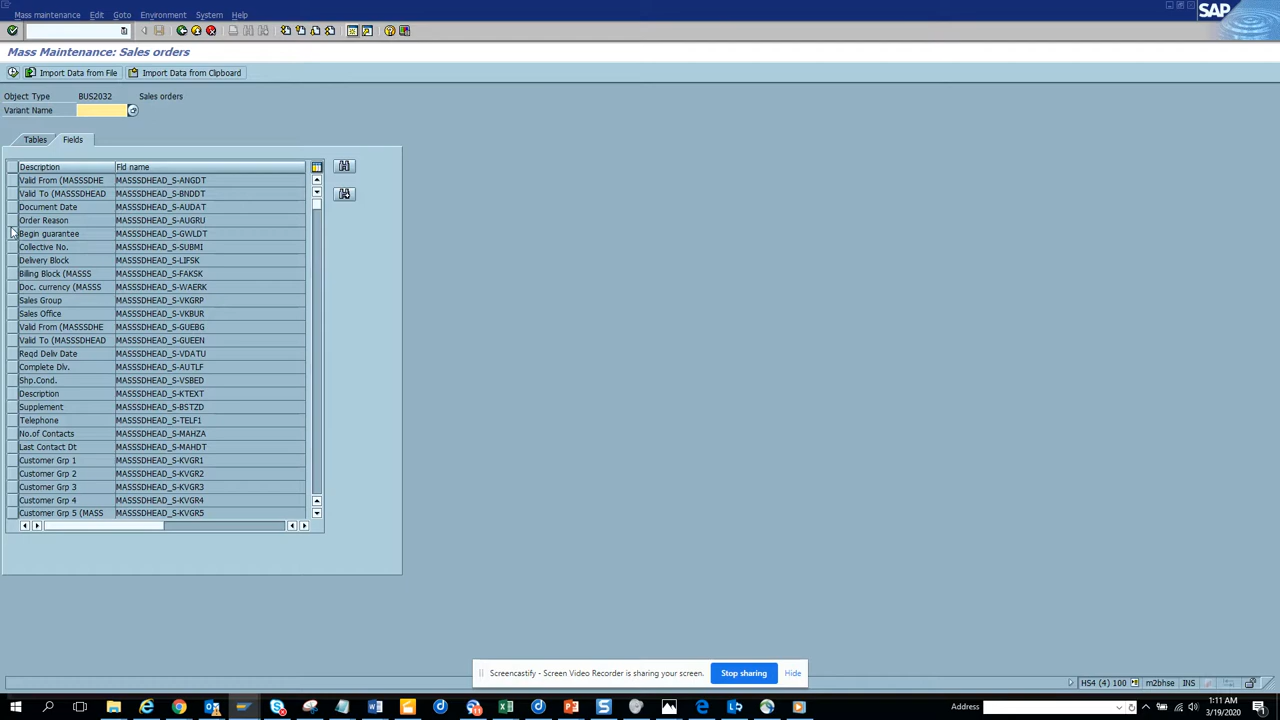 Mass maintenance Edit Goto Environment System Help
SAP
Mass Maintenance: Sales orders
Import Data from File Import Data from Clipboard
Object Type BUS2032 Sales orders
Variant Name
Tables Fields
Description Fld name
Valid From (MASSSDHE MASSSDHEAD_S-ANGDT
Valid To (MASSSDHEAD MASSSDHEAD_S-BNDDT
Document Date MASSSDHEAD_S-AUDAT
Order Reason MASSSDHEAD_S-AUGRU
Begin guarantee MASSSDHEAD_S-GWLDT
Collective No. MASSSDHEAD_S-SUBMI
Delivery Block MASSSDHEAD_S-LIFSK
Billing Block (MASSS MASSSDHEAD_S-FAKSK
Doc. currency (MASSS MASSSDHEAD_S-WAERK
Sales Group MASSSDHEAD_S-VKGRP
Sales Office MASSSDHEAD_S-VKBUR
Valid From (MASSSDHE MASSSDHEAD_S-GUEBG
Valid To (MASSSDHEAD MASSSDHEAD_S-GUEEN
Reqd Deliv Date MASSSDHEAD_S-VDATU
Complete Dlv. MASSSDHEAD_S-AUTLF
Shp.Cond. MASSSDHEAD_S-VSBED
Description MASSSDHEAD_S-KTEXT
Supplement MASSSDHEAD_S-BSTZD
Telephone MASSSDHEAD_S-TELF1
No.of Contacts MASSSDHEAD_S-MAHZA
Last Contact Dt MASSSDHEAD_S-MAHDT
Customer Grp 1 MASSSDHEAD_S-KVGR1
Customer Grp 2 MASSSDHEAD_S-KVGR2
Customer Grp 3 MASSSDHEAD_S-KVGR3
Customer Grp 4 MASSSDHEAD_S-KVGR4
Customer Grp 5 (MASS MASSSDHEAD_S-KVGR5
Screencastify - Screen Video Recorder is sharing your screen. Stop sharing Hide
HS4 (4) 100 m2bhse INS
Address
1:11 AM
3/19/2020